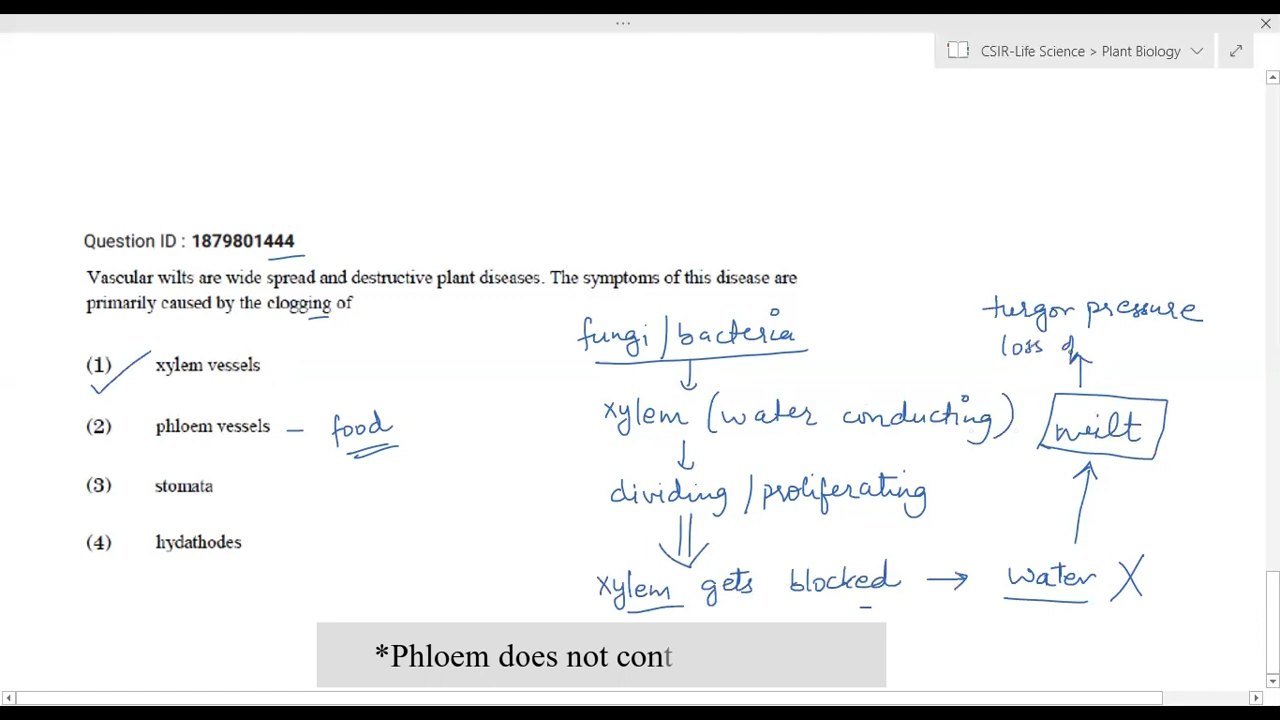 CSIR-Life Science > Plant Biology
Question ID : 1879801444
Vascular wilts are wide spread and destructive plant diseases. The symptoms of this disease are
primarily caused by the clogging of
(1) xylem vessels
(2) phloem vessels – food
(3) stomata
(4) hydathodes
fungi / bacteria
xylem (water conducting)
dividing / proliferating
xylem gets blocked → water X
wilt
turgor pressure
loss of
*Phloem does not cont